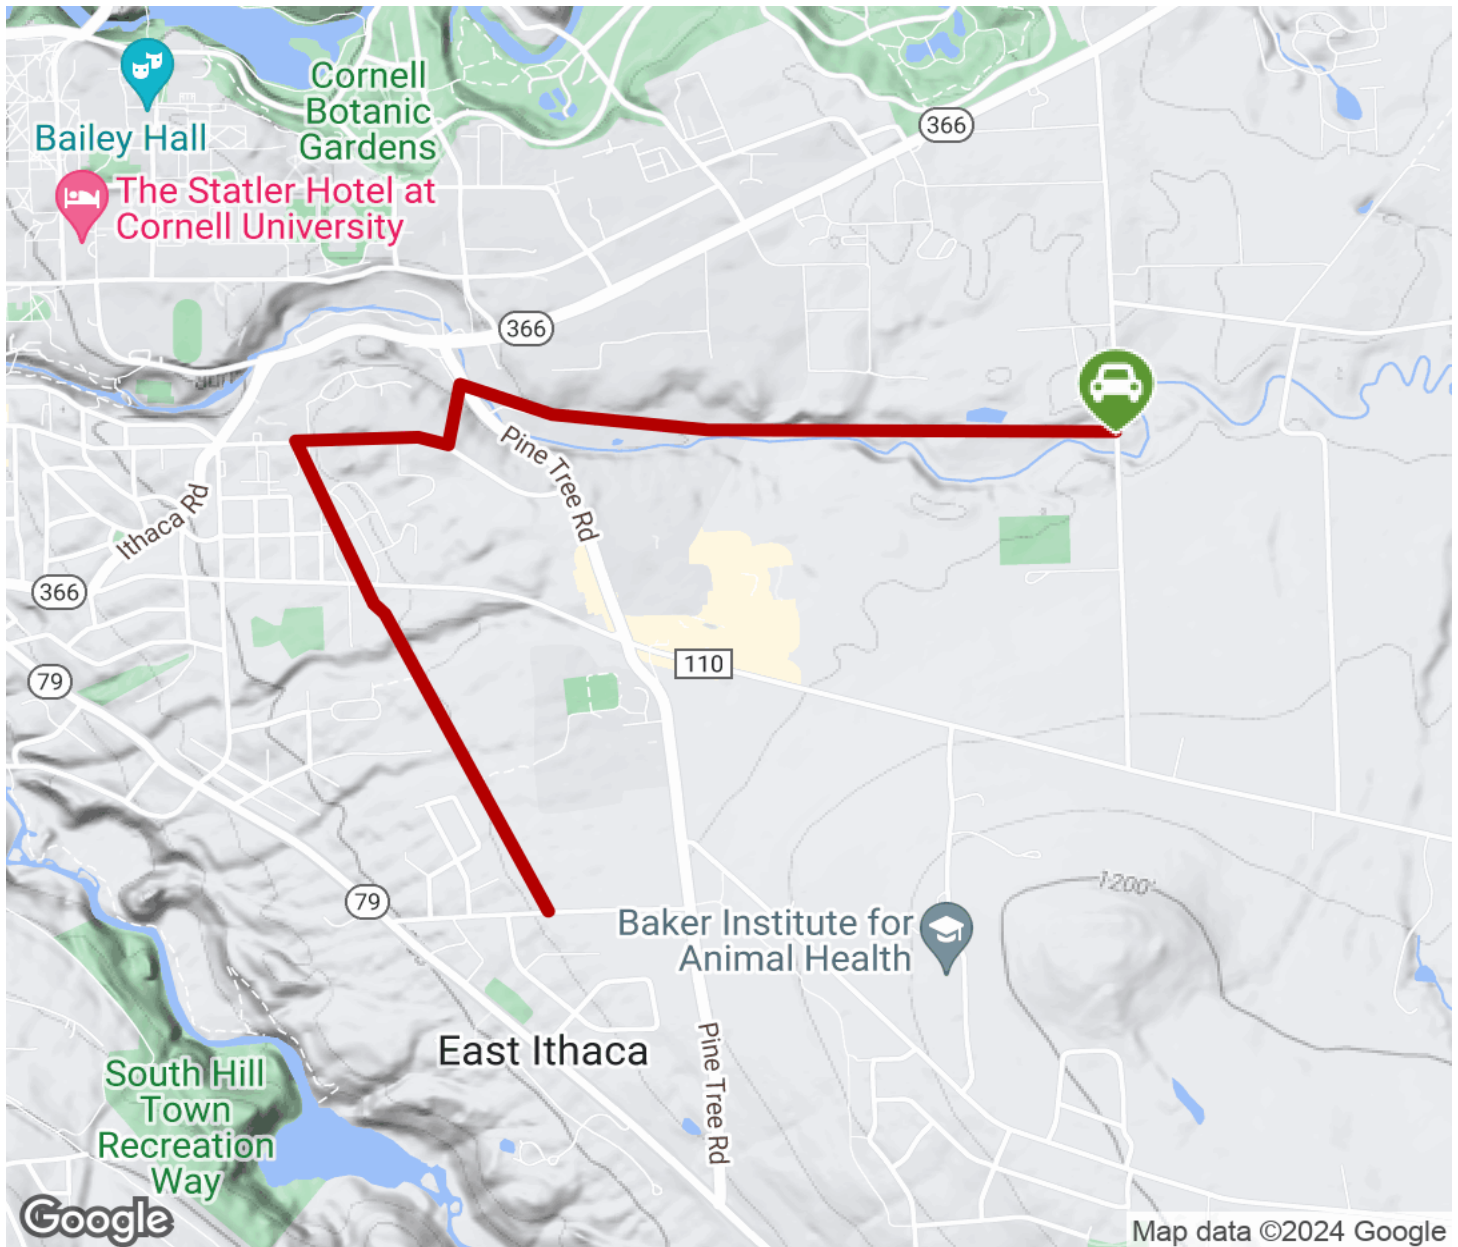 Cornell
Botanic
Gardens
Bailey Hall
366
The Statler Hotel at
Cornell University
366
Pine Tree Rd
Ithaca Rd
366
110
79
1200'
79
Baker Institute for
Animal Health
East Ithaca
Pine Tree Rd
South Hill
Town
Recreation
Way
Google
Map data ©2024 Google